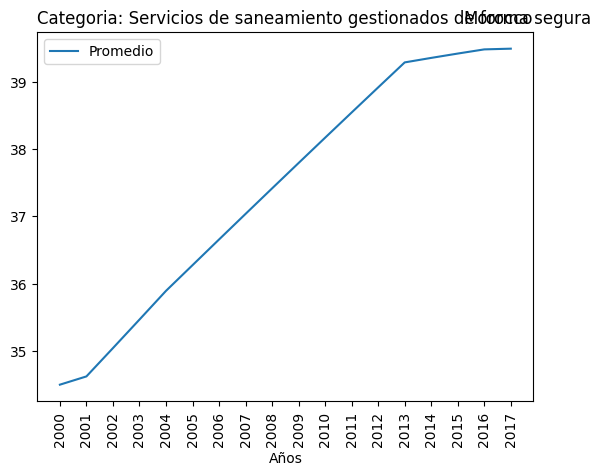 Categoria: Servicios de saneamiento gestionados de forma segura
Morocco
Promedio
39
38
37
36
35
2000 2001 2002 2003 2004 2005 2006 2007 2008 2009 2010 2011 2012 2013 2014 2015 2016 2017
Años